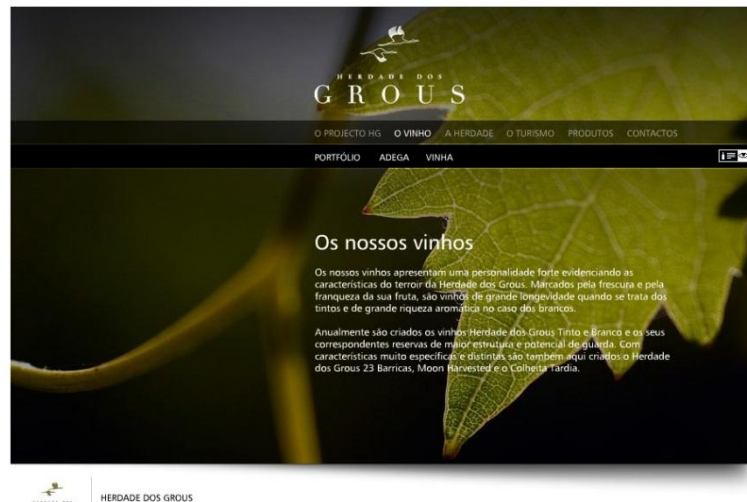 HERDADE DOS
GROUS
O PROJECTO HG O VINHO A HERDADE O TURISMO PRODUTOS CONTACTOS
PORTFÓLIO ADEGA VINHA
Os nossos vinhos
Os nossos vinhos apresentam uma personalidade forte evidenciando as
características do terroir da Herdade dos Grous. Marcados pela frescura e pela
franqueza da sua fruta, são vinhos de grande longevidade quando se trata dos
tintos e de grande riqueza aromática no caso dos brancos.
Anualmente são criados os vinhos Herdade dos Grous Tinto e Branco e os seus
correspondentes reservas de maior estrutura e potencial de guarda. Com
características muito específicas e distintas são também aqui criados o Herdade
dos Grous 23 Barricas, Moon Harvested e o Colheita Tardia.
HERDADE DOS GROUS